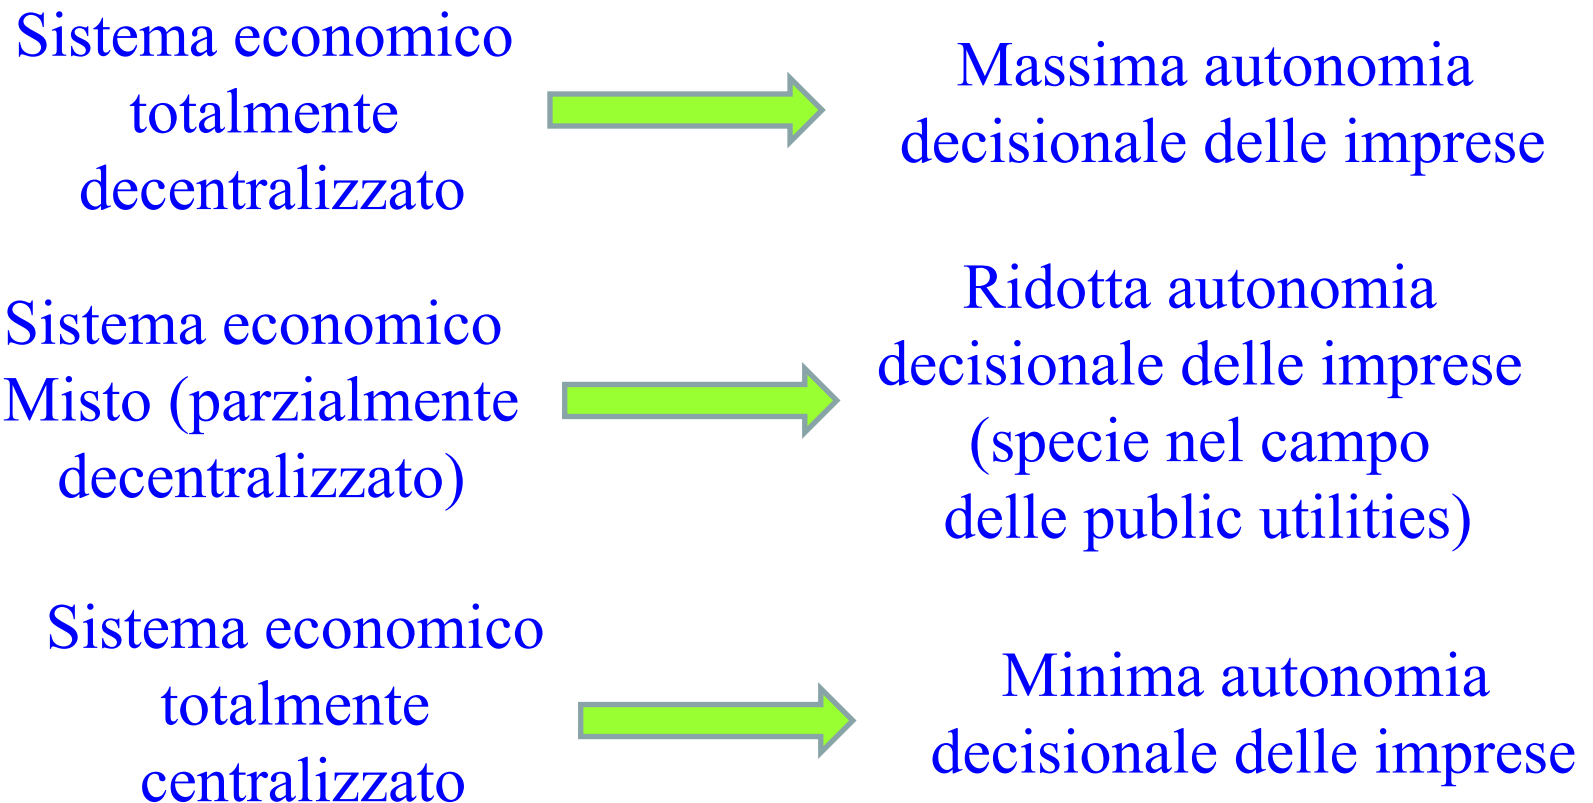 Sistema economico
totalmente
decentralizzato
Massima autonomia
decisionale delle imprese
Sistema economico
Misto (parzialmente
decentralizzato)
Ridotta autonomia
decisionale delle imprese
(specie nel campo
delle public utilities)
Sistema economico
totalmente
centralizzato
Minima autonomia
decisionale delle imprese